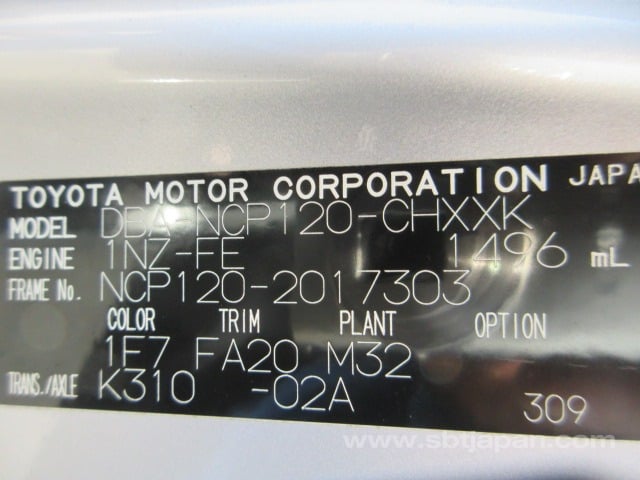 TOYOTA MOTOR CORPORATION JAPA
MODEL DBA-NCP120-CHXXK
ENGINE 1NZ-FE 1496 mL
FRAME No. NCP120-2017303
COLOR TRIM PLANT OPTION
1F7 FA20 M32
TRANS./AXLE K310 -02A
309
www.sbtjapan.com